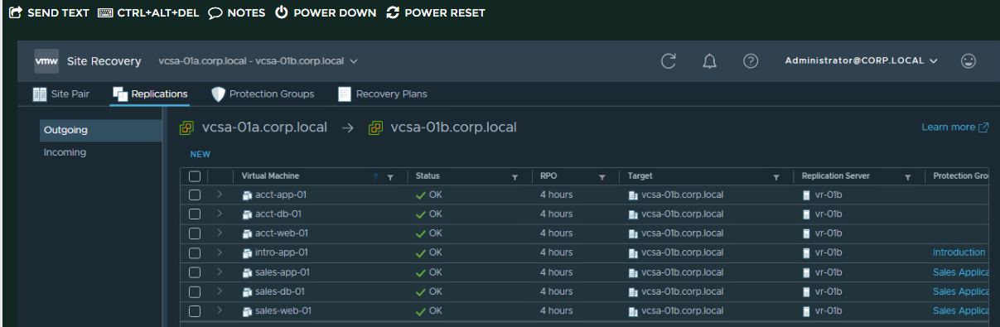 SEND TEXT CTRL+ALT+DEL NOTES POWER DOWN POWER RESET
vmw Site Recovery vcsa-01a.corp.local - vcsa-01b.corp.local Administrator@CORP.LOCAL
Site Pair Replications Protection Groups Recovery Plans
Outgoing
Incoming
vcsa-01a.corp.local → vcsa-01b.corp.local Learn more
NEW
Virtual Machine Status RPO Target Replication Server Protection Grou
acct-app-01 OK 4 hours vcsa-01b.corp.local vr-01b
acct-db-01 OK 4 hours vcsa-01b.corp.local vr-01b
acct-web-01 OK 4 hours vcsa-01b.corp.local vr-01b
intro-app-01 OK 4 hours vcsa-01b.corp.local vr-01b Introduction
sales-app-01 OK 4 hours vcsa-01b.corp.local vr-01b Sales Applica
sales-db-01 OK 4 hours vcsa-01b.corp.local vr-01b Sales Applica
sales-web-01 OK 4 hours vcsa-01b.corp.local vr-01b Sales Applica